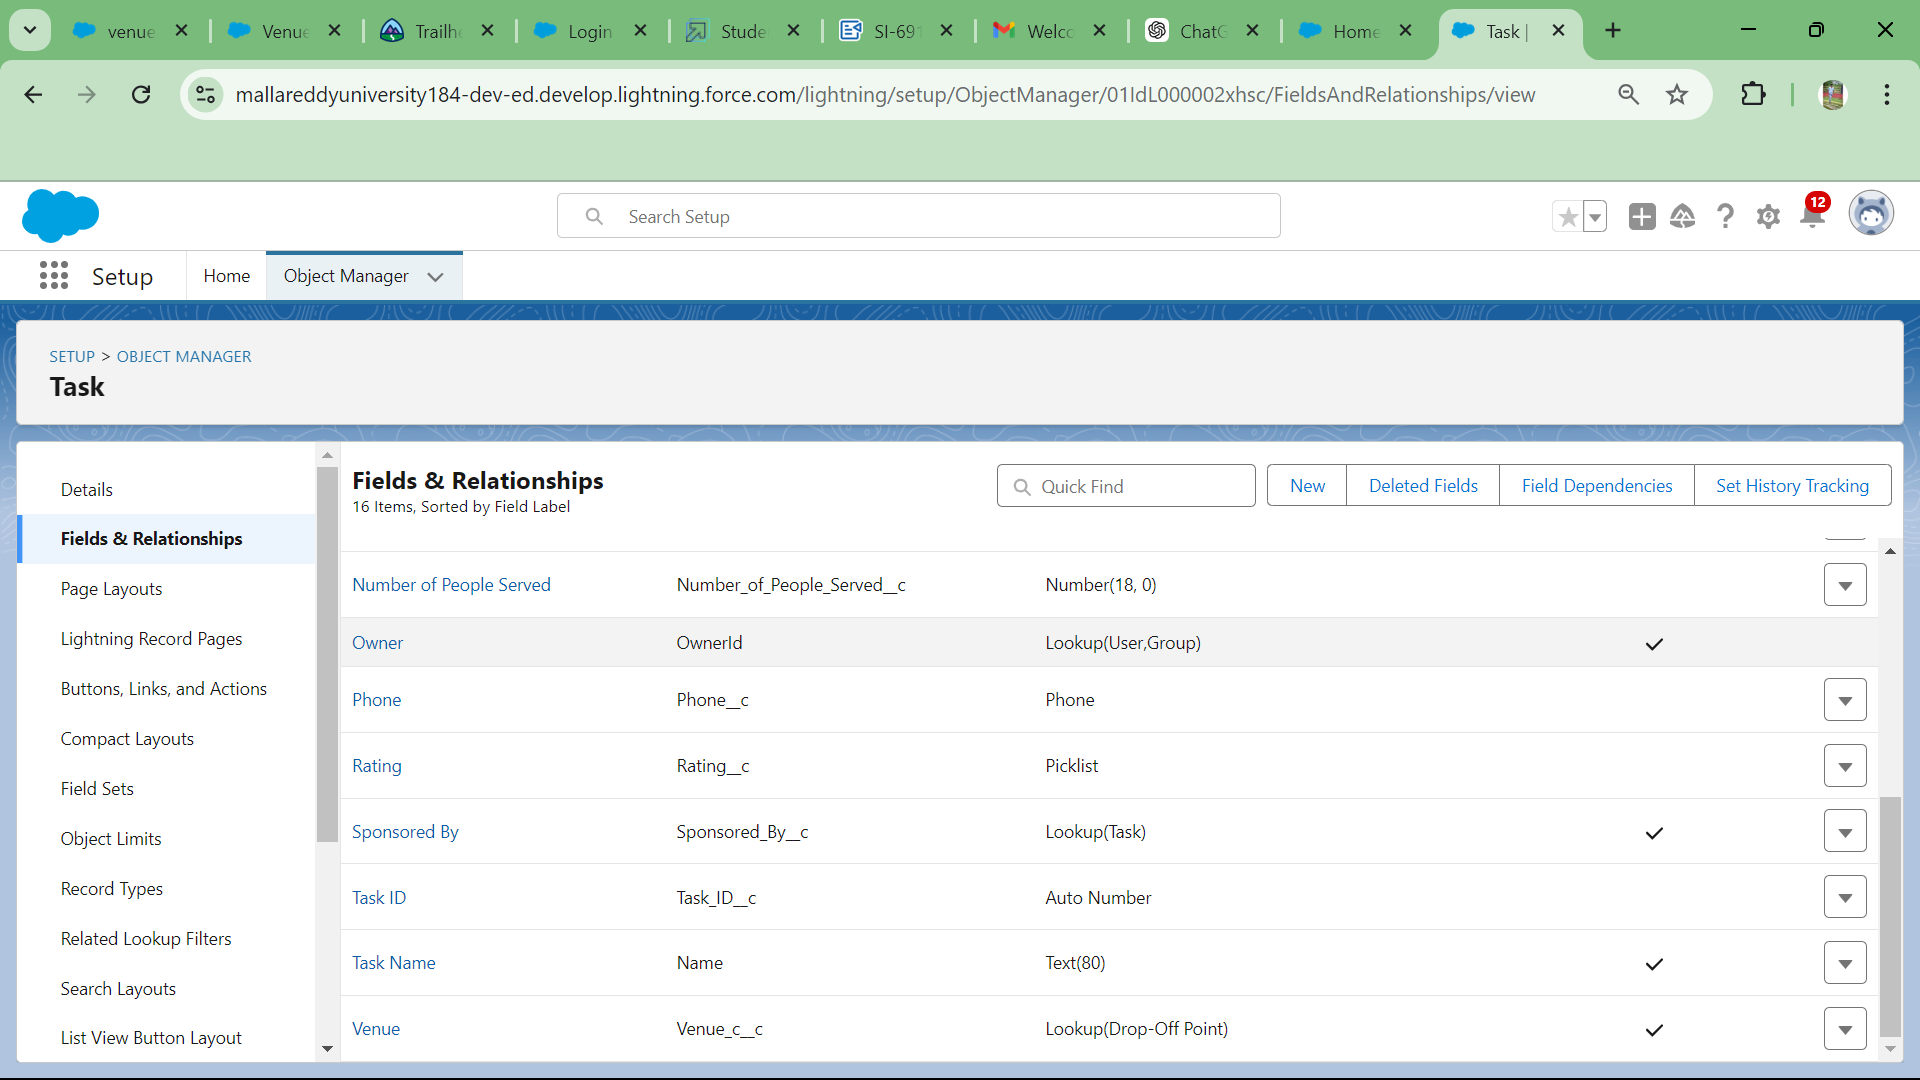 venue
Venue
Trailhe
Login
Stude
SI-691
Welco
ChatG
Home
Task |
mallareddyuniversity184-dev-ed.develop.lightning.force.com/lightning/setup/ObjectManager/01IdL000002xhsc/FieldsAndRelationships/view
Search Setup
12
Setup
Home
Object Manager
SETUP > OBJECT MANAGER
Task
Details
Fields & Relationships
Page Layouts
Lightning Record Pages
Buttons, Links, and Actions
Compact Layouts
Field Sets
Object Limits
Record Types
Related Lookup Filters
Search Layouts
List View Button Layout
Fields & Relationships
16 Items, Sorted by Field Label
Quick Find
New
Deleted Fields
Field Dependencies
Set History Tracking
Number of People Served Number_of_People_Served__c Number(18, 0)
Owner OwnerId Lookup(User,Group)
Phone Phone__c Phone
Rating Rating__c Picklist
Sponsored By Sponsored_By__c Lookup(Task)
Task ID Task_ID__c Auto Number
Task Name Name Text(80)
Venue Venue_c__c Lookup(Drop-Off Point)